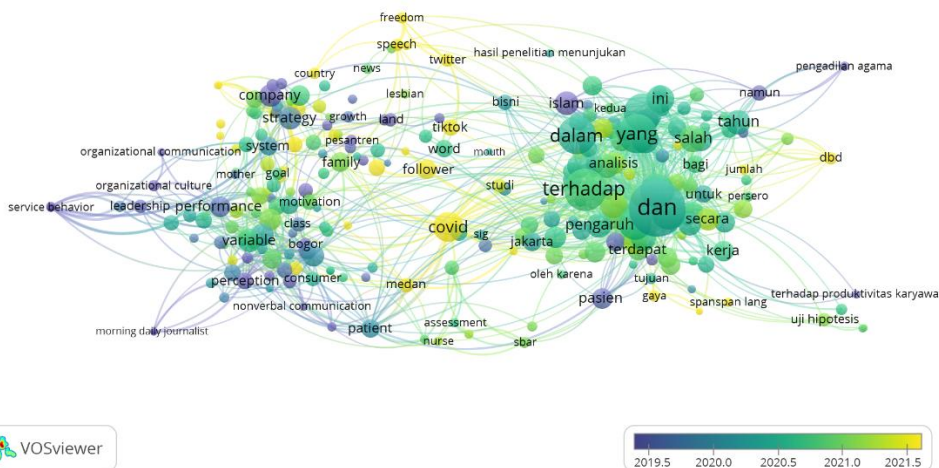 freedom
speech
twitter
hasil penelitian menunjukan
country
news
pengadilan agama
company
lesbian
bisni
islam
kedua
ini
namun
strategy
growth
land
tiktok
dalam
yang
salah
tahun
organizational communication
system
pesantren
word
mouth
family
analisis
bagi
jumlah
dbd
mother
goal
follower
organizational culture
studi
terhadap
untuk
persero
service behavior
leadership
performance
motivation
dan
secara
class
covid
sig
pengaruh
variable
bogor
jakarta
terdapat
kerja
perception
consumer
medan
oleh karena
tujuan
gaya
pasien
spanspan lang
terhadap produktivitas karyawa
nonverbal communication
morning daily journalist
patient
assessment
uji hipotesis
nurse
sbar
VOSviewer
2019.5 2020.0 2020.5 2021.0 2021.5